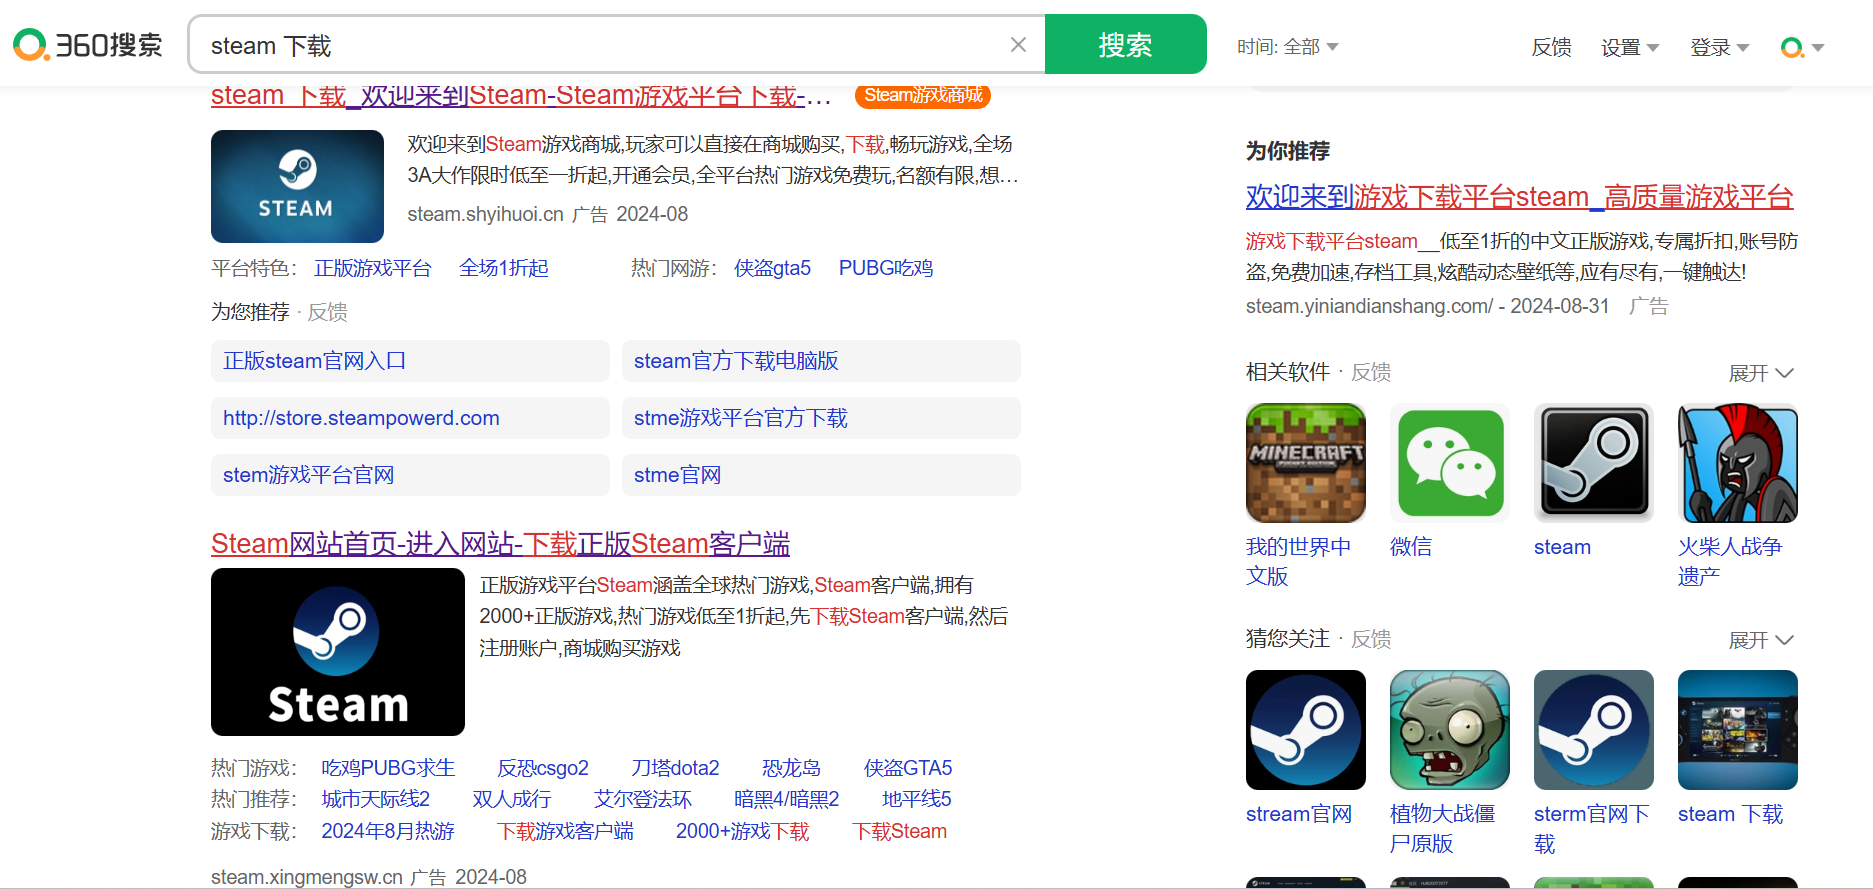 360搜索
steam 下载
搜索
时间: 全部
反馈
设置
登录
steam 下载_欢迎来到Steam-Steam游戏平台下载-...
Steam游戏商城
STEAM
欢迎来到Steam游戏商城,玩家可以直接在商城购买,下载,畅玩游戏,全场
3A大作限时低至一折起,开通会员,全平台热门游戏免费玩,名额有限,想...
steam.shyihuoi.cn 广告 2024-08
平台特色： 正版游戏平台 全场1折起 热门网游： 侠盗gta5 PUBG吃鸡
为您推荐 · 反馈
正版steam官网入口
steam官方下载电脑版
http://store.steampowerd.com
stme游戏平台官方下载
stem游戏平台官网
stme官网
Steam网站首页-进入网站-下载正版Steam客户端
Steam
正版游戏平台Steam涵盖全球热门游戏,Steam客户端,拥有
2000+正版游戏,热门游戏低至1折起,先下载Steam客户端,然后
注册账户,商城购买游戏
热门游戏： 吃鸡PUBG求生 反恐csgo2 刀塔dota2 恐龙岛 侠盗GTA5
热门推荐： 城市天际线2 双人成行 艾尔登法环 暗黑4/暗黑2 地平线5
游戏下载： 2024年8月热游 下载游戏客户端 2000+游戏下载 下载Steam
steam.xingmengsw.cn 广告 2024-08
为你推荐
欢迎来到游戏下载平台steam_高质量游戏平台
游戏下载平台steam__低至1折的中文正版游戏,专属折扣,账号防
盗,免费加速,存档工具,炫酷动态壁纸等,应有尽有,一键触达!
steam.yiniandianshang.com/ - 2024-08-31 广告
相关软件 · 反馈
展开
MINECRAFT
POCKET EDITION
我的世界中
文版
微信
steam
火柴人战争
遗产
猜您关注 · 反馈
展开
stream官网
植物大战僵
尸原版
sterm官网下
载
steam 下载